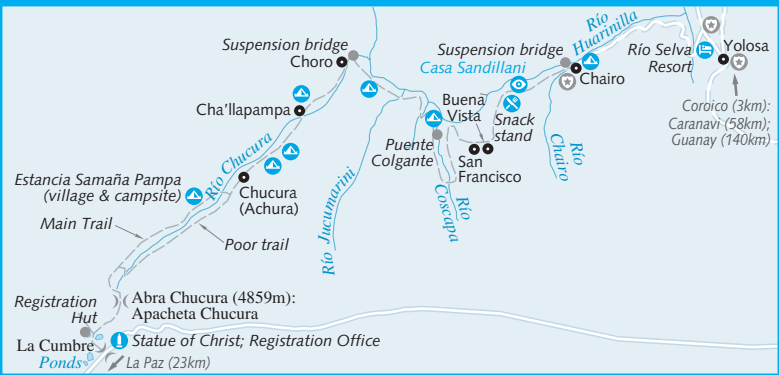 Suspension bridge
Choro
Suspension bridge
Casa Sandillani
Río
Huarinilla
Chairo
Río Selva
Resort
Yolosa
Coroico (3km);
Caranavi (58km);
Guanay (140km)
Cha'llapampa
Buena
Vista
Snack
stand
Puente
Colgante
San
Francisco
Río
Chairo
Río
Coscapa
Río Jucumarini
Río Chucura
Estancia Samaña Pampa
(village & campsite)
Chucura
(Achura)
Main Trail
Poor trail
Registration
Hut
Abra Chucura (4859m):
Apacheta Chucura
La Cumbre
Ponds
Statue of Christ; Registration Office
La Paz (23km)